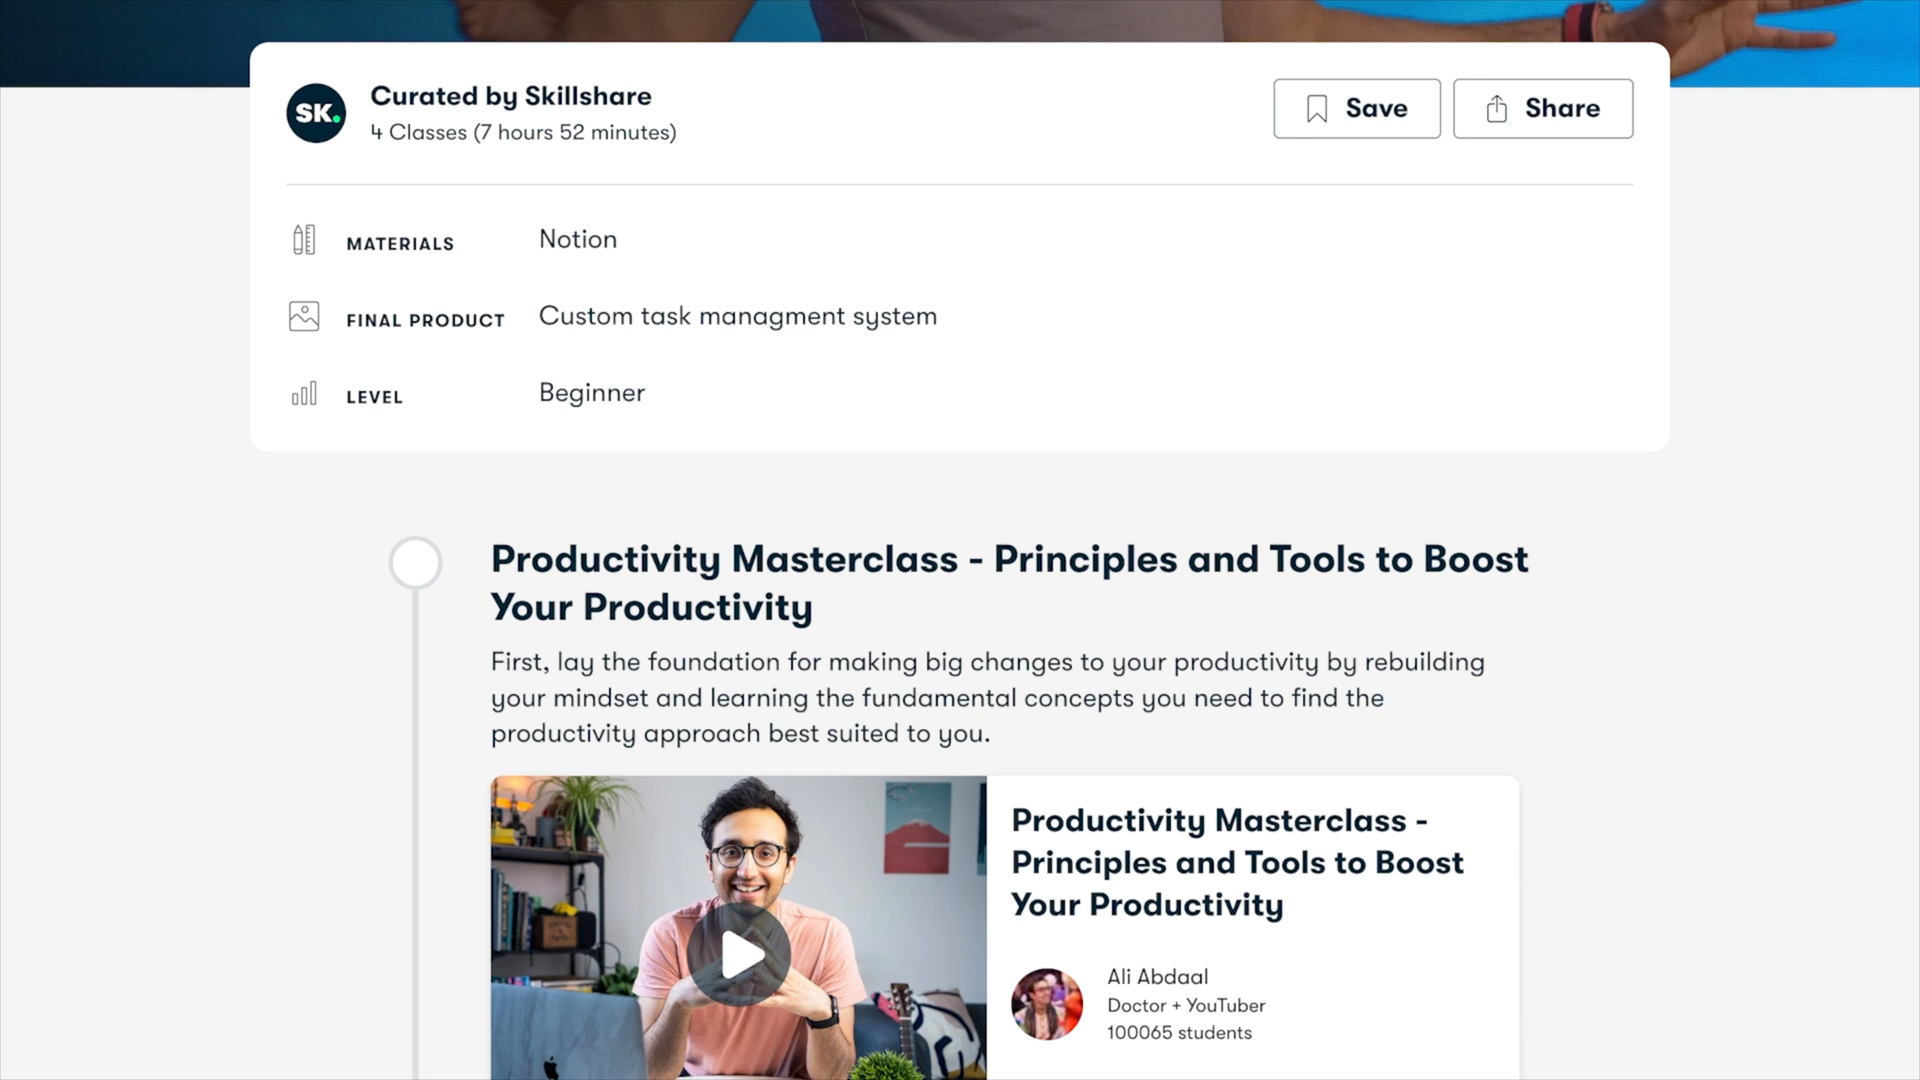 SK.
Curated by Skillshare
4 Classes (7 hours 52 minutes)
Save
Share
MATERIALS
Notion
FINAL PRODUCT
Custom task managment system
LEVEL
Beginner
Productivity Masterclass - Principles and Tools to Boost
Your Productivity
First, lay the foundation for making big changes to your productivity by rebuilding
your mindset and learning the fundamental concepts you need to find the
productivity approach best suited to you.
Productivity Masterclass -
Principles and Tools to Boost
Your Productivity
Ali Abdaal
Doctor + YouTuber
100065 students